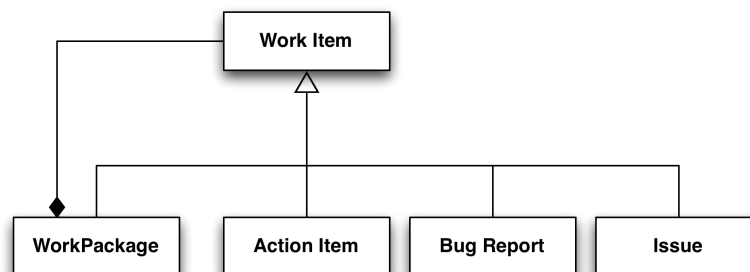 Work Item
WorkPackage
Action Item
Bug Report
Issue